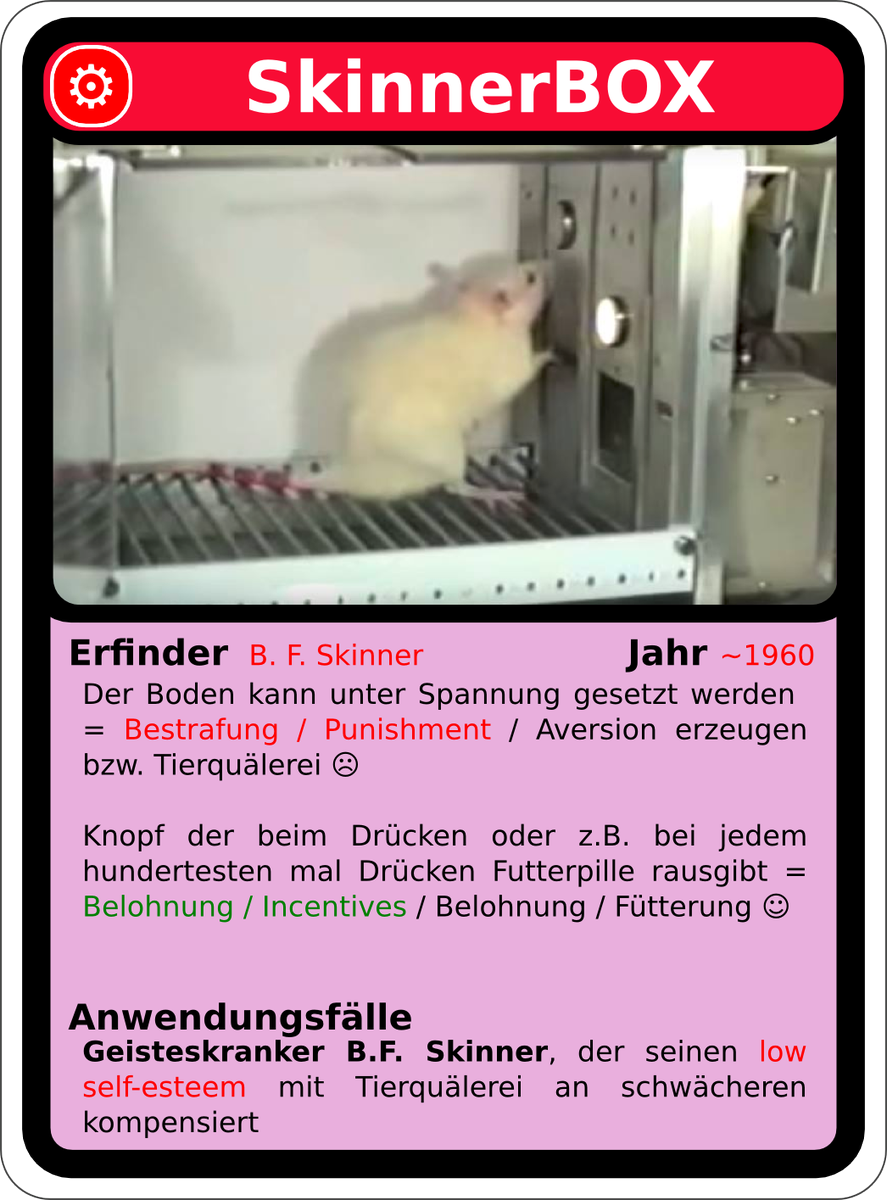 SkinnerBOX
Erfinder B. F. Skinner Jahr ~1960
Der Boden kann unter Spannung gesetzt werden
= Bestrafung / Punishment / Aversion erzeugen
bzw. Tierquälerei ☹
Knopf der beim Drücken oder z.B. bei jedem
hundertesten mal Drücken Futterpille rausgibt =
Belohnung / Incentives / Belohnung / Fütterung ☺
Anwendungsfälle
Geisteskranker B.F. Skinner, der seinen low
self-esteem mit Tierquälerei an schwächeren
kompensiert